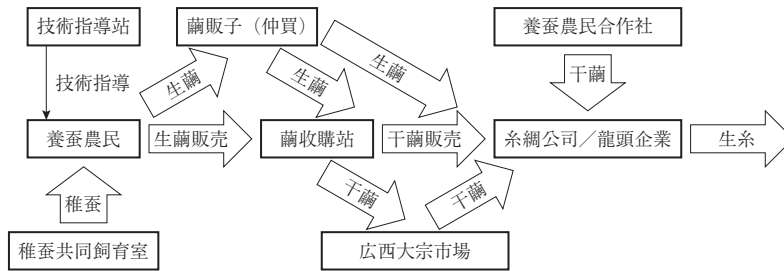 技術指導站
繭販子（仲買）
養蚕農民合作社
技術指導
生繭
生繭
生繭
干繭
養蚕農民
生繭販売
繭收購站
干繭販売
糸綢公司／龍頭企業
生糸
稚蚕
干繭
干繭
稚蚕共同飼育室
広西大宗市場